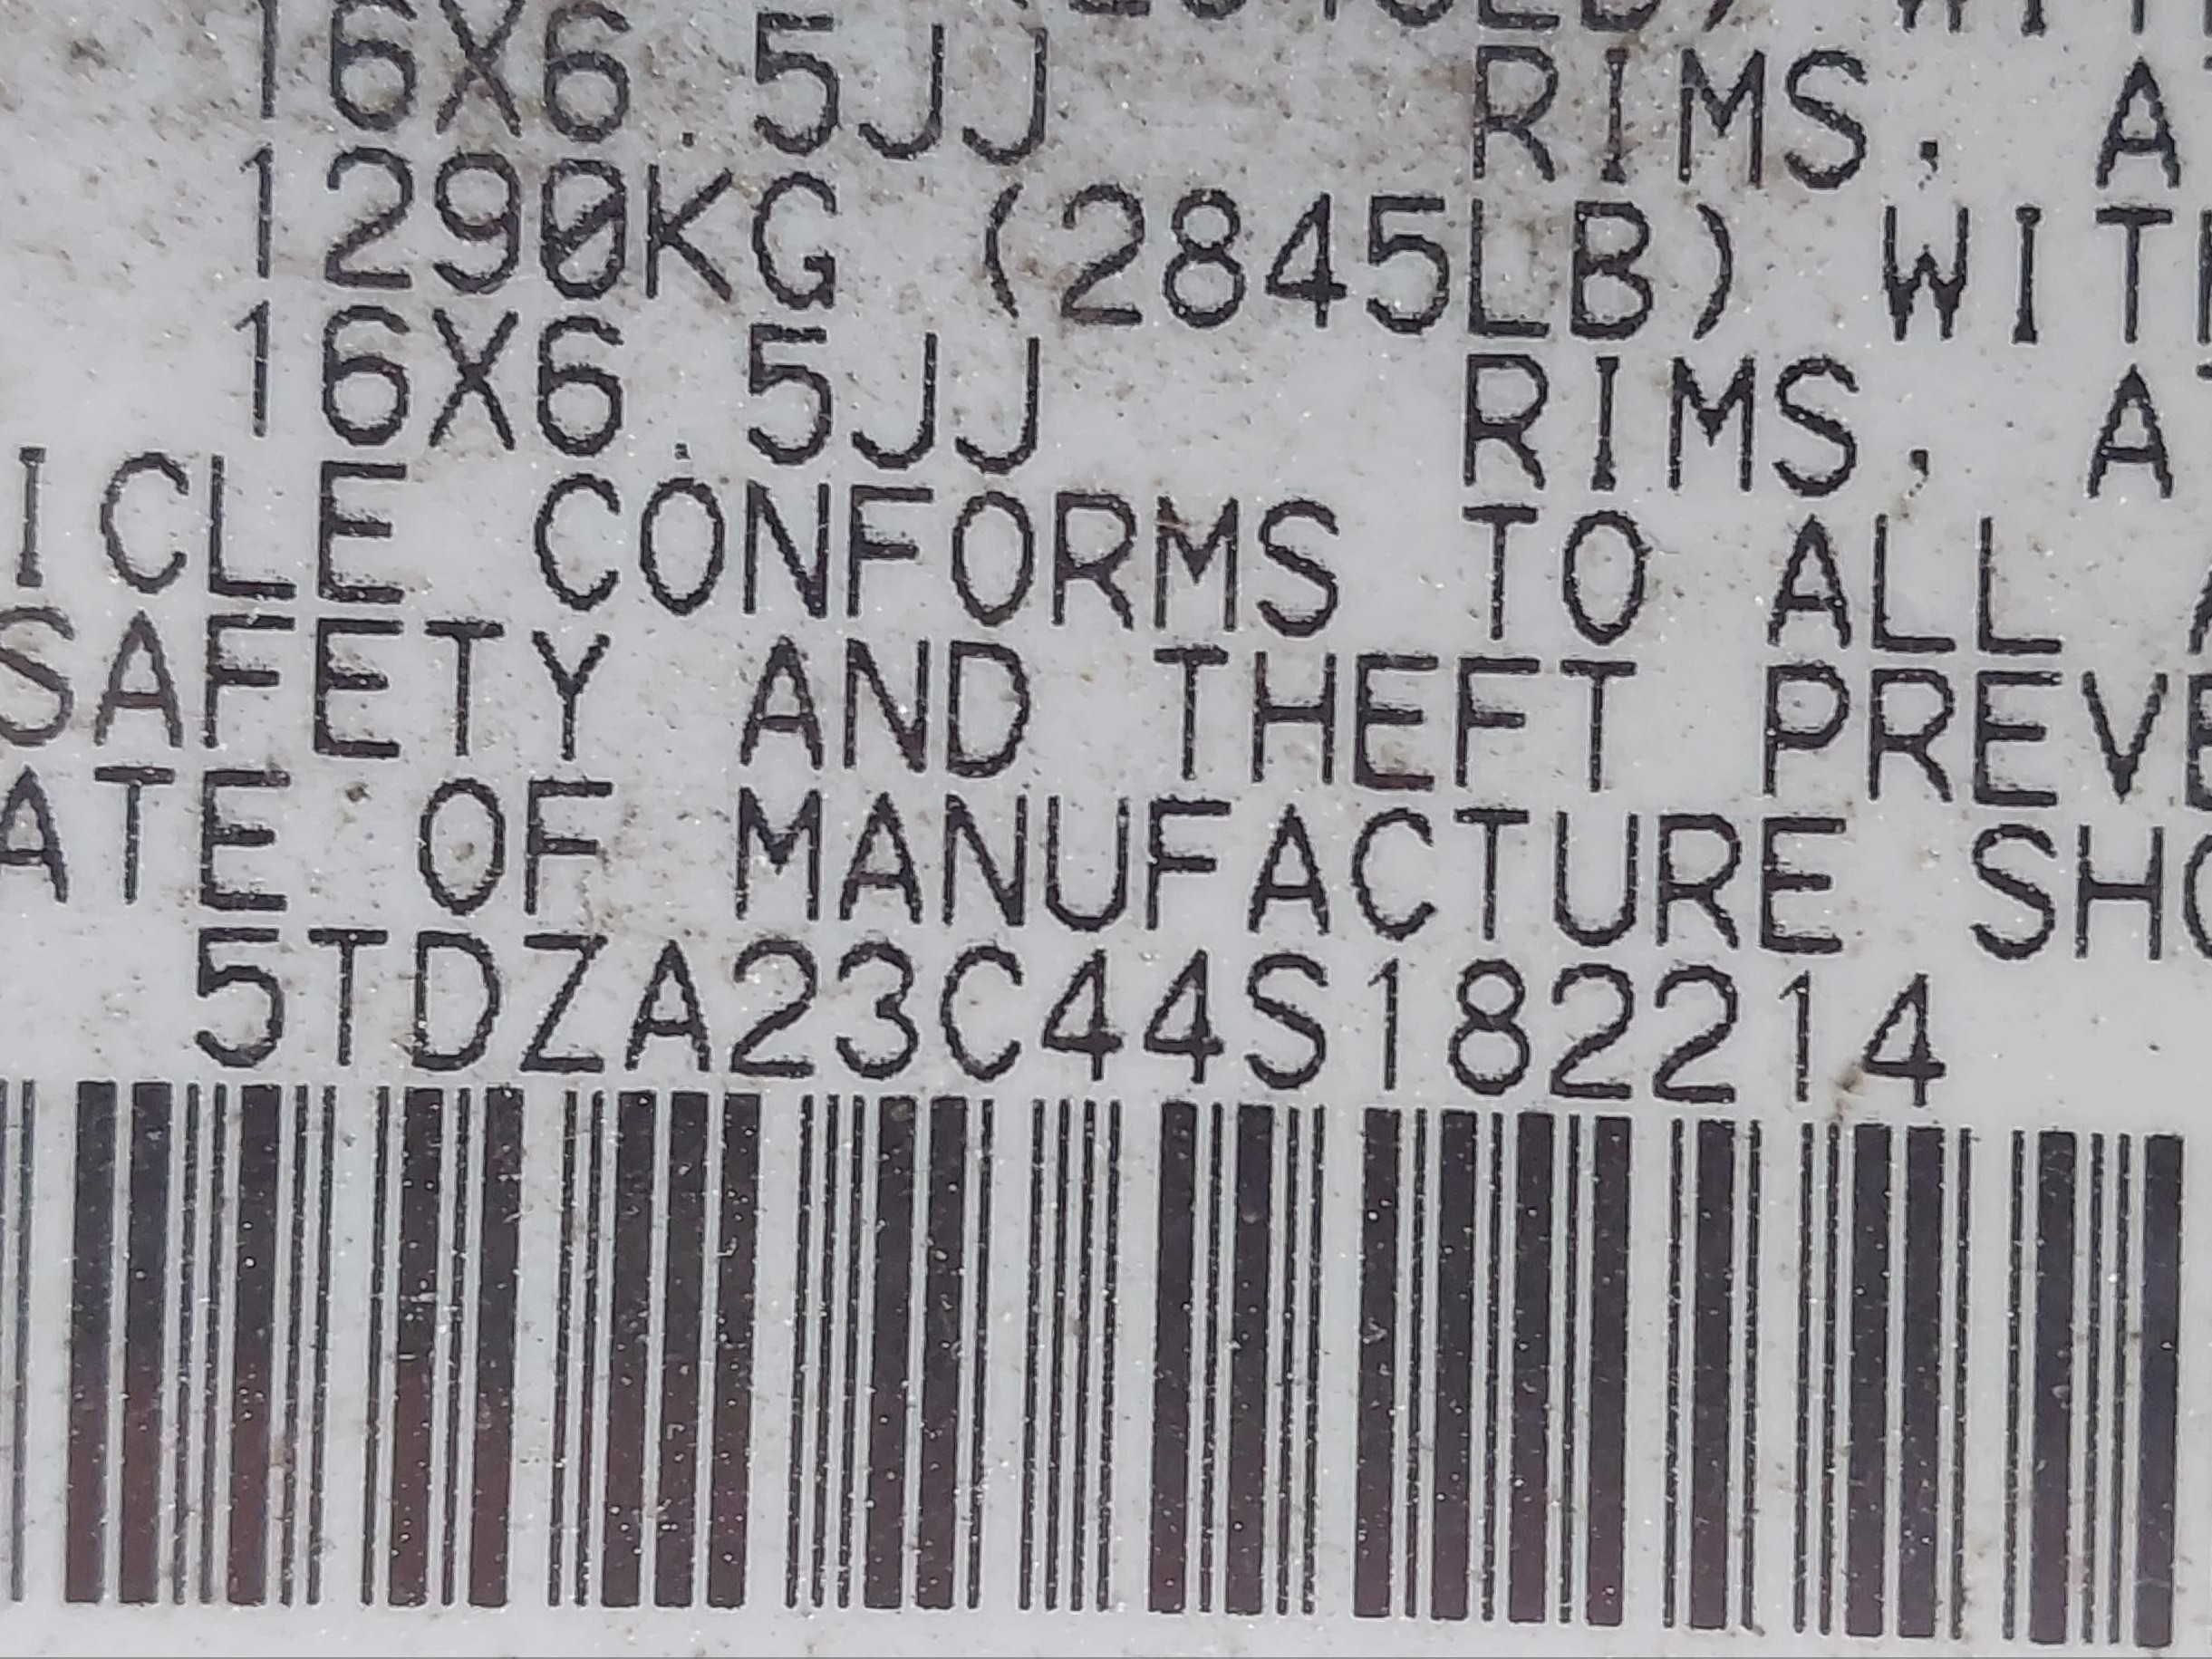 16X6.5JJ RIMS, A
1290KG (2845LB) WIT
16X6.5JJ RIMS, A
ICLE CONFORMS TO ALL
SAFETY AND THEFT PREVE
ATE OF MANUFACTURE SHO
5TDZA23C44S182214